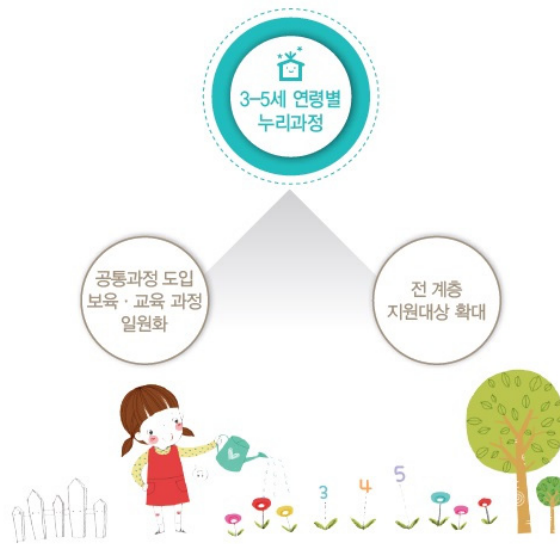 3-5세 연령별
누리과정
공통과정 도입
보육 · 교육 과정
일원화
전 계층
지원대상 확대
3
4
5